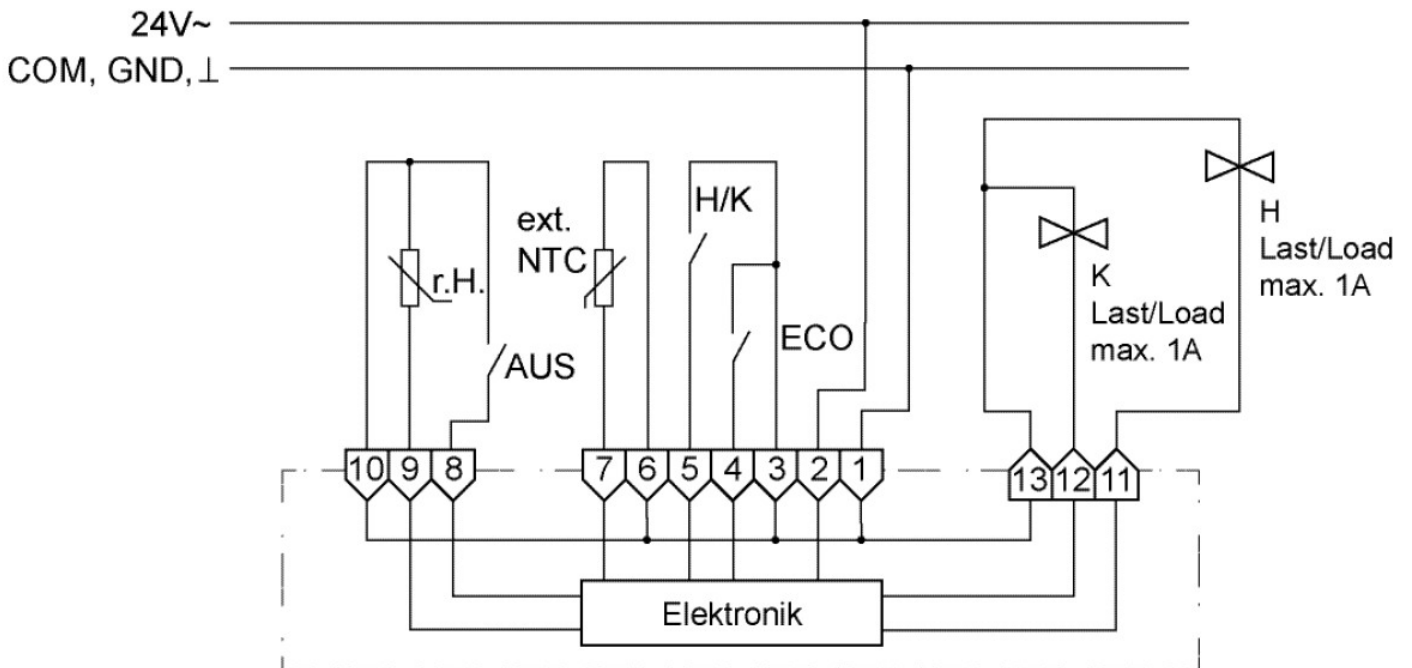 24V~
COM, GND, ⊥
H/K
ext.
NTC
r.H.
ECO
AUS
H
Last/Load
max. 1A
K
Last/Load
max. 1A
10 9 8
7 6 5 4 3 2 1
13 12 11
Elektronik